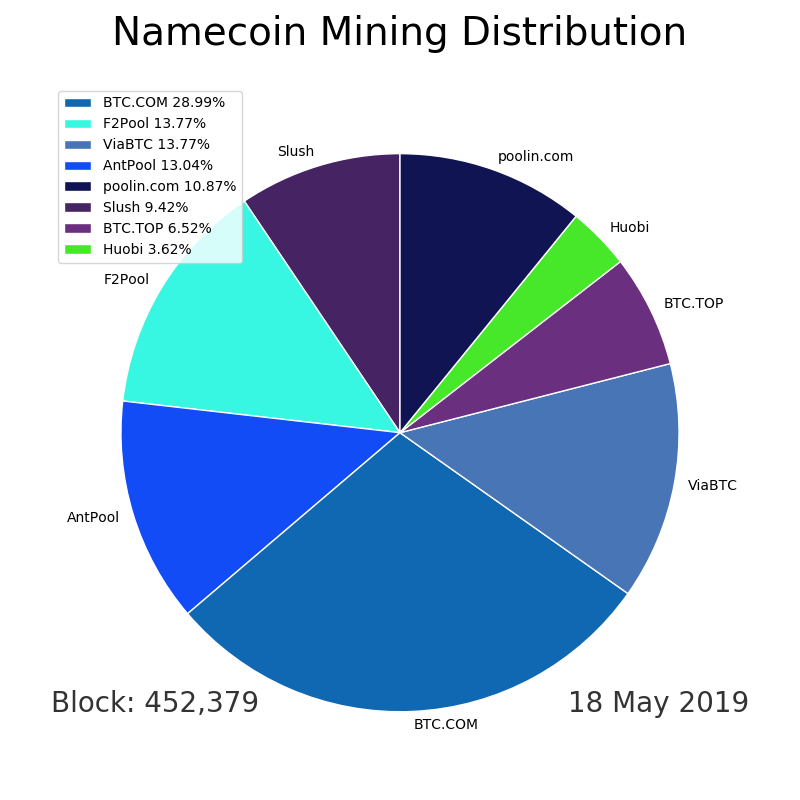 Namecoin Mining Distribution
BTC.COM 28.99%
F2Pool 13.77%
ViaBTC 13.77%
AntPool 13.04%
poolin.com 10.87%
Slush 9.42%
BTC.TOP 6.52%
Huobi 3.62%
Slush
poolin.com
Huobi
F2Pool
BTC.TOP
ViaBTC
AntPool
Block: 452,379
18 May 2019
BTC.COM